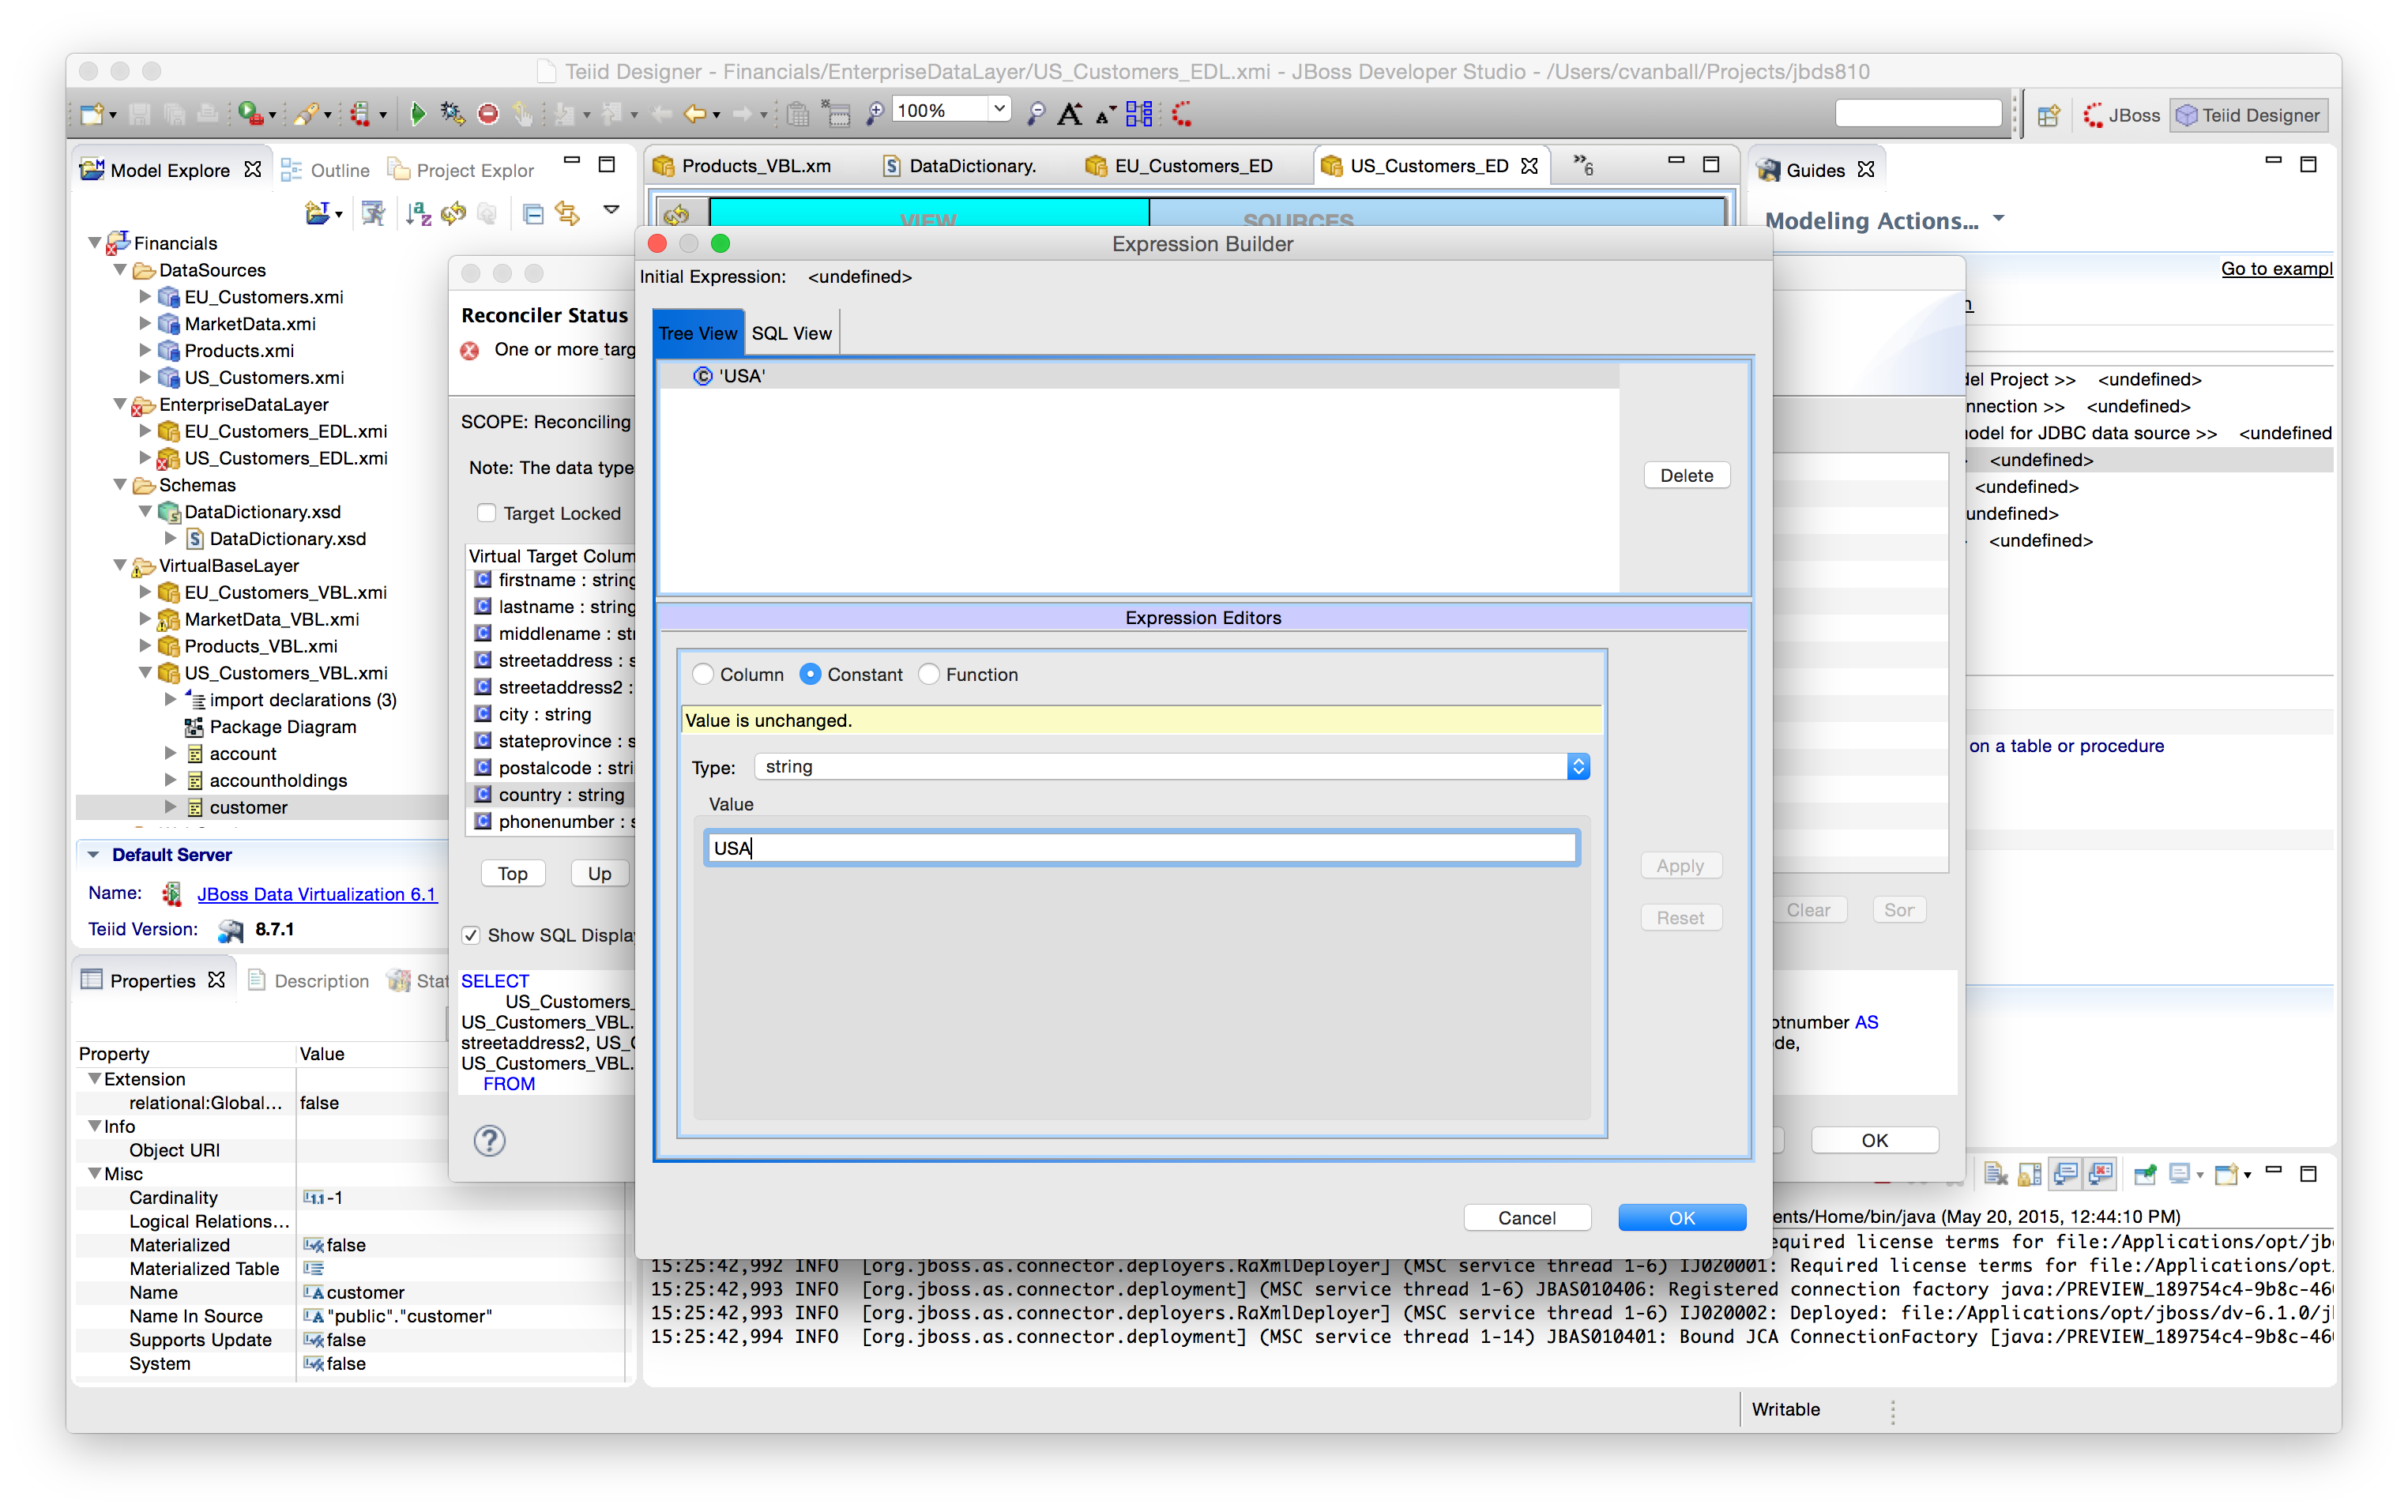 Teiid Designer - Financials/EnterpriseDataLayer/US_Customers_EDL.xmi - JBoss Developer Studio - /Users/cvanball/Projects/jbds810
100%
JBoss
Teiid Designer
Model Explore
Outline
Project Explor
Products_VBL.xm
DataDictionary.
EU_Customers_ED
US_Customers_ED
»6
Guides
VIEW
SOURCES
Modeling Actions...
Go to exampl
Financials
DataSources
EU_Customers.xmi
MarketData.xmi
Products.xmi
US_Customers.xmi
EnterpriseDataLayer
EU_Customers_EDL.xmi
US_Customers_EDL.xmi
Schemas
DataDictionary.xsd
DataDictionary.xsd
VirtualBaseLayer
EU_Customers_VBL.xmi
MarketData_VBL.xmi
Products_VBL.xmi
US_Customers_VBL.xmi
import declarations (3)
Package Diagram
account
accountholdings
customer
Default Server
Name: JBoss Data Virtualization 6.1
Teiid Version: 8.7.1
Properties
Description
Stat
Property Value
Extension
relational:Global... false
Info
Object URI
Misc
Cardinality -1
Logical Relations...
Materialized false
Materialized Table
Name customer
Name In Source "public"."customer"
Supports Update false
System false
Reconciler Status
One or more targ
SCOPE: Reconciling
Note: The data type
Target Locked
Virtual Target Colum
firstname : string
lastname : string
middlename : str
streetaddress : s
streetaddress2 :
city : string
stateprovince : s
postalcode : stri
country : string
phonenumber : s
Top
Up
Show SQL Display
SELECT
US_Customers_
US_Customers_VBL.
streetaddress2, US_C
US_Customers_VBL.
FROM
Expression Builder
Initial Expression: <undefined>
Tree View
SQL View
'USA'
Delete
Expression Editors
Column
Constant
Function
Value is unchanged.
Type: string
Value
USA
Apply
Reset
Cancel
OK
Clear
Sor
ptnumber AS
de,
OK
n
del Project >> <undefined>
nnection >> <undefined>
model for JDBC data source >> <undefined
<undefined>
<undefined>
undefined>
<undefined>
on a table or procedure
ents/Home/bin/java (May 20, 2015, 12:44:10 PM)
equired license terms for file:/Applications/opt/jb
15:25:42,992 INFO [org.jboss.as.connector.deployers.RaXmlDeployer] (MSC service thread 1-6) IJ020001: Required license terms for file:/Applications/opt
15:25:42,993 INFO [org.jboss.as.connector.deployment] (MSC service thread 1-6) JBAS010406: Registered connection factory java:/PREVIEW_189754c4-9b8c-46
15:25:42,993 INFO [org.jboss.as.connector.deployers.RaXmlDeployer] (MSC service thread 1-6) IJ020002: Deployed: file:/Applications/opt/jboss/dv-6.1.0/j
15:25:42,994 INFO [org.jboss.as.connector.deployment] (MSC service thread 1-14) JBAS010401: Bound JCA ConnectionFactory [java:/PREVIEW_189754c4-9b8c-46
Writable